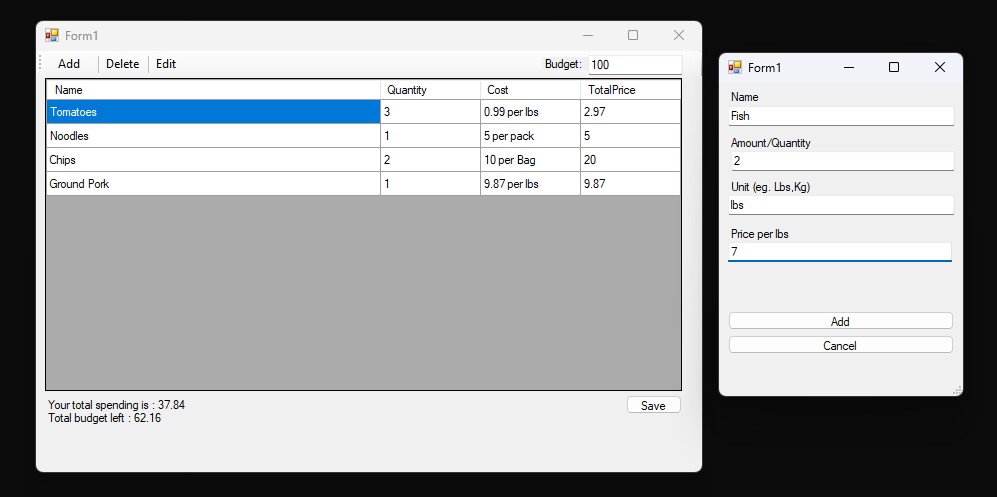 Form1
Add Delete Edit Budget: 100
Name Quantity Cost TotalPrice
Tomatoes 3 0.99 per lbs 2.97
Noodles 1 5 per pack 5
Chips 2 10 per Bag 20
Ground Pork 1 9.87 per lbs 9.87
Your total spending is : 37.84
Total budget left : 62.16
Save
Form1
Name
Fish
Amount/Quantity
2
Unit (eg. Lbs,Kg)
lbs
Price per lbs
7
Add
Cancel